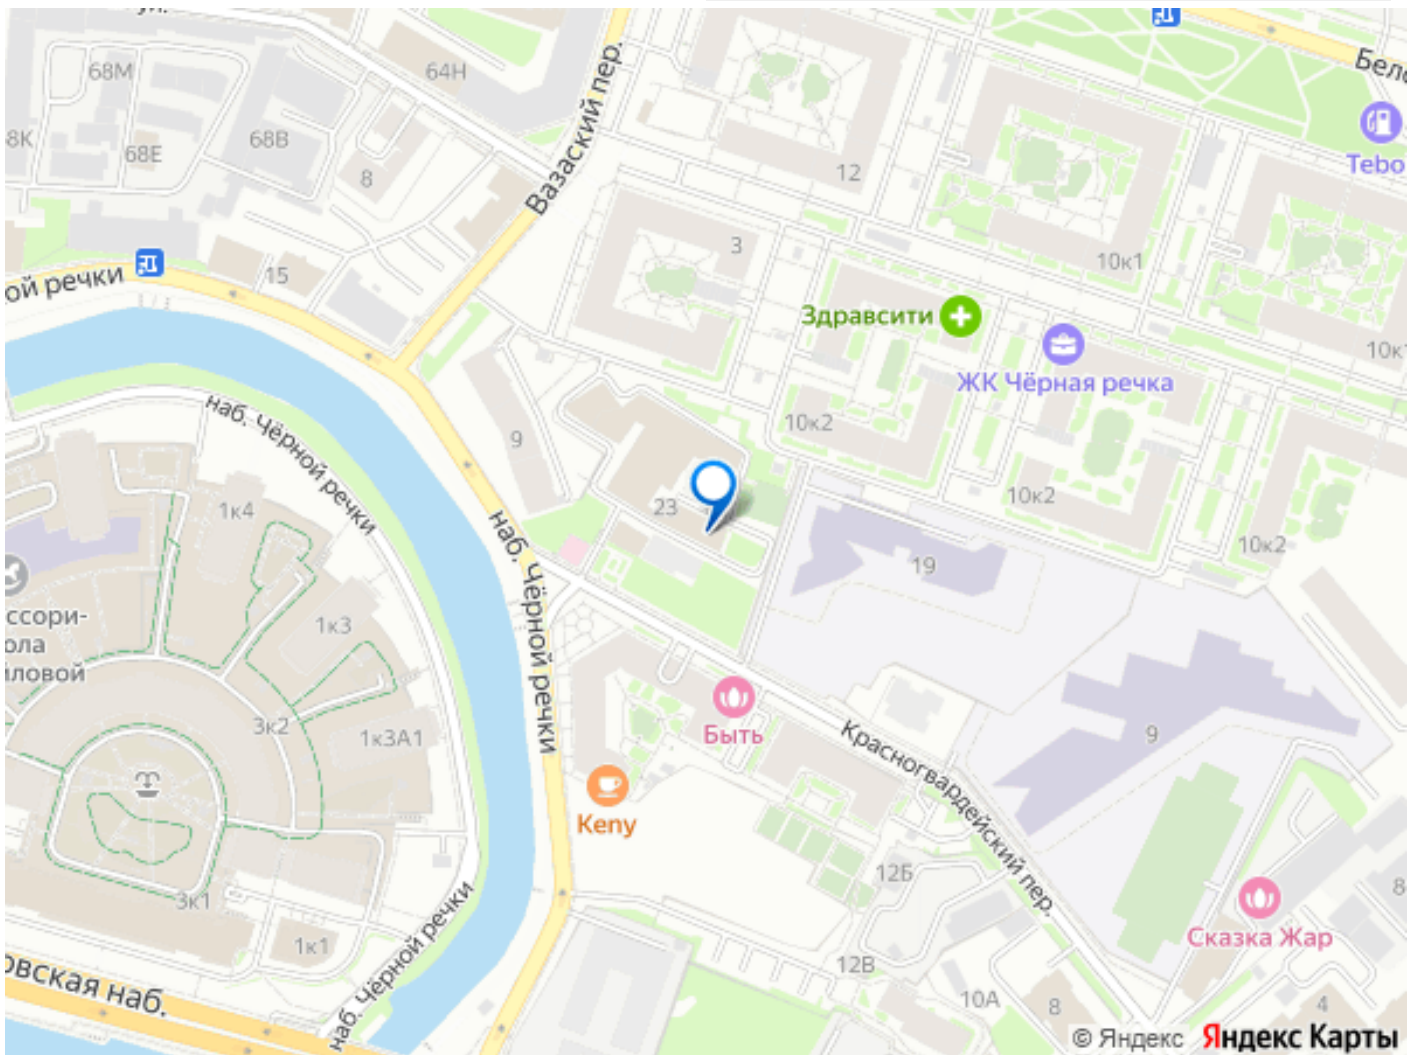 ул.
68М
64Н
Вазаский пер.
Бело
8К
68Е
68В
8
12
Tebo
3
10к1
ой речки
15
Здравсити
10к
ЖК Чёрная речка
наб. Чёрной речки
9
10к2
1к4
23
10к2
наб. Чёрной речки
19
10к2
ссори-
ола
иловой
1к3
3к2
1к3А1
Быть
Красногвардейский пер.
9
Keny
12Б
8
3к1
наб. Чёрной речки
1к1
Сказка Жар
12В
овская наб.
10А
8
4
© Яндекс Яндекс Карты